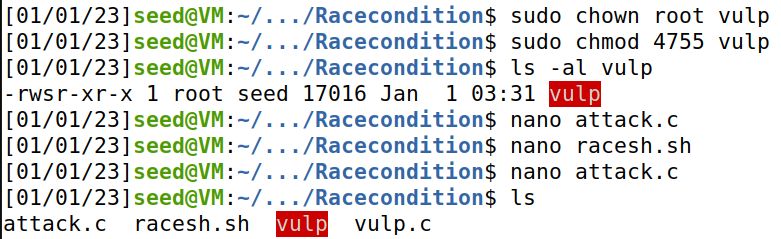 [01/01/23]seed@VM:~/.../Racecondition$ sudo chown root vulp
[01/01/23]seed@VM:~/.../Racecondition$ sudo chmod 4755 vulp
[01/01/23]seed@VM:~/.../Racecondition$ ls -al vulp
-rwsr-xr-x 1 root seed 17016 Jan  1 03:31 vulp
[01/01/23]seed@VM:~/.../Racecondition$ nano attack.c
[01/01/23]seed@VM:~/.../Racecondition$ nano racesh.sh
[01/01/23]seed@VM:~/.../Racecondition$ nano attack.c
[01/01/23]seed@VM:~/.../Racecondition$ ls
attack.c  racesh.sh  vulp  vulp.c